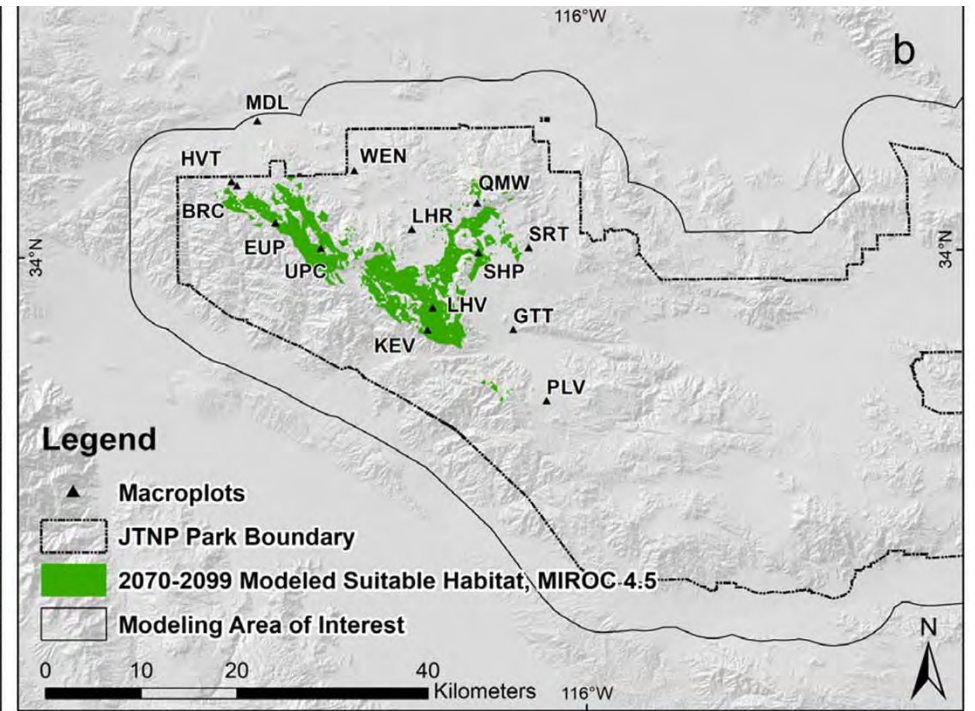 116°W
b
MDL
HVT
WEN
QMW
BRC
LHR
SRT
EUP
34°N
34°N
UPC
SHP
LHV
GTT
KEV
PLV
Legend
Macroplots
JTNP Park Boundary
2070-2099 Modeled Suitable Habitat, MIROC 4.5
Modeling Area of Interest
N
0 10 20 40
Kilometers
116°W